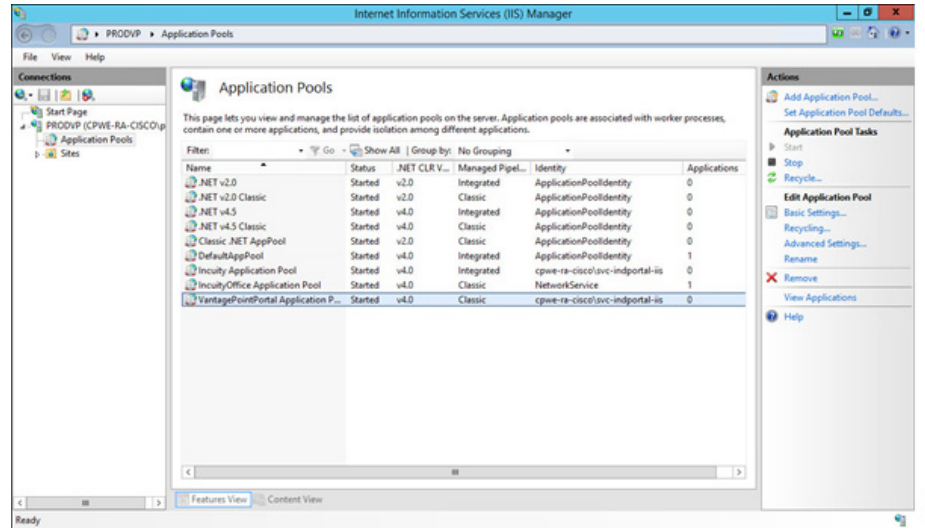 Internet Information Services (IIS) Manager
PRODVP Application Pools
File View Help
Connections
Start Page
PRODVP (CPWE-RA-CISCO\p
Application Pools
Sites
Application Pools
This page lets you view and manage the list of application pools on the server. Application pools are associated with worker processes,
contain one or more applications, and provide isolation among different applications.
Filter: Go Show All Group by: No Grouping
Name Status .NET CLR V... Managed Pipel... Identity Applications
.NET v2.0 Started v2.0 Integrated ApplicationPoolIdentity 0
.NET v2.0 Classic Started v2.0 Classic ApplicationPoolIdentity 0
.NET v4.5 Started v4.0 Integrated ApplicationPoolIdentity 0
.NET v4.5 Classic Started v4.0 Classic ApplicationPoolIdentity 0
Classic .NET AppPool Started v2.0 Classic ApplicationPoolIdentity 0
DefaultAppPool Started v4.0 Integrated ApplicationPoolIdentity 1
Incuity Application Pool Started v4.0 Integrated cpwe-ra-cisco\svc-indportal-iis 0
IncuityOffice Application Pool Started v4.0 Classic NetworkService 1
VantagePointPortal Application P... Started v4.0 Classic cpwe-ra-cisco\svc-indportal-iis 0
Features View Content View
Actions
Add Application Pool...
Set Application Pool Defaults...
Application Pool Tasks
Start
Stop
Recycle...
Edit Application Pool
Basic Settings...
Recycling...
Advanced Settings...
Rename
Remove
View Applications
Help
Ready